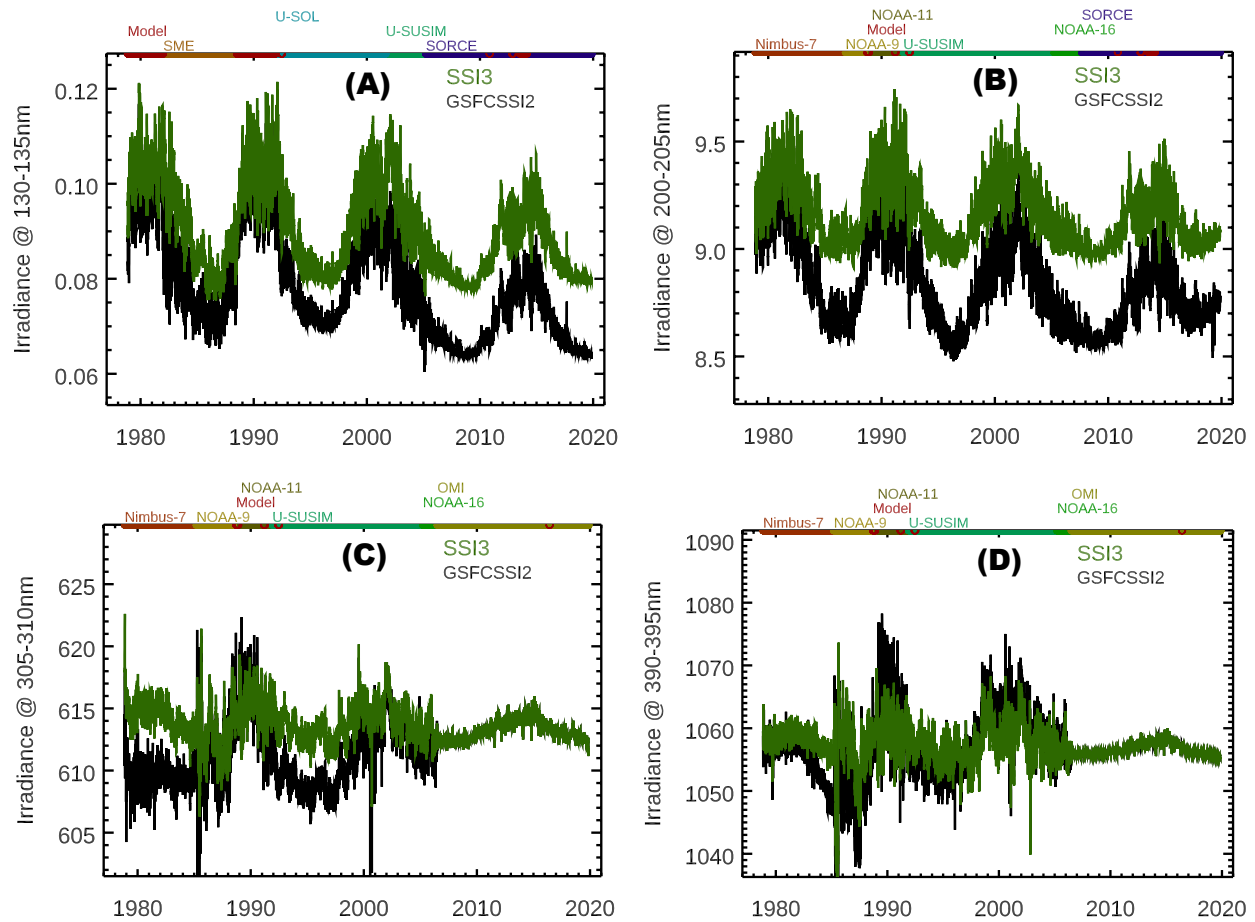 U-SOL
Model
U-SUSIM
SME
SORCE
(A)
SSI3
GSFCSSI2
Irradiance @ 130-135nm
0.12
0.10
0.08
0.06
1980
1990
2000
2010
2020
NOAA-11
SORCE
Model
NOAA-16
Nimbus-7
NOAA-9
U-SUSIM
(B)
SSI3
GSFCSSI2
Irradiance @ 200-205nm
9.5
9.0
8.5
1980
1990
2000
2010
2020
NOAA-11
OMI
Model
NOAA-16
Nimbus-7
NOAA-9
U-SUSIM
(C)
SSI3
GSFCSSI2
Irradiance @ 305-310nm
625
620
615
610
605
1980
1990
2000
2010
2020
NOAA-11
OMI
Model
NOAA-16
Nimbus-7
NOAA-9
U-SUSIM
(D)
SSI3
GSFCSSI2
Irradiance @ 390-395nm
1090
1080
1070
1060
1050
1040
1980
1990
2000
2010
2020